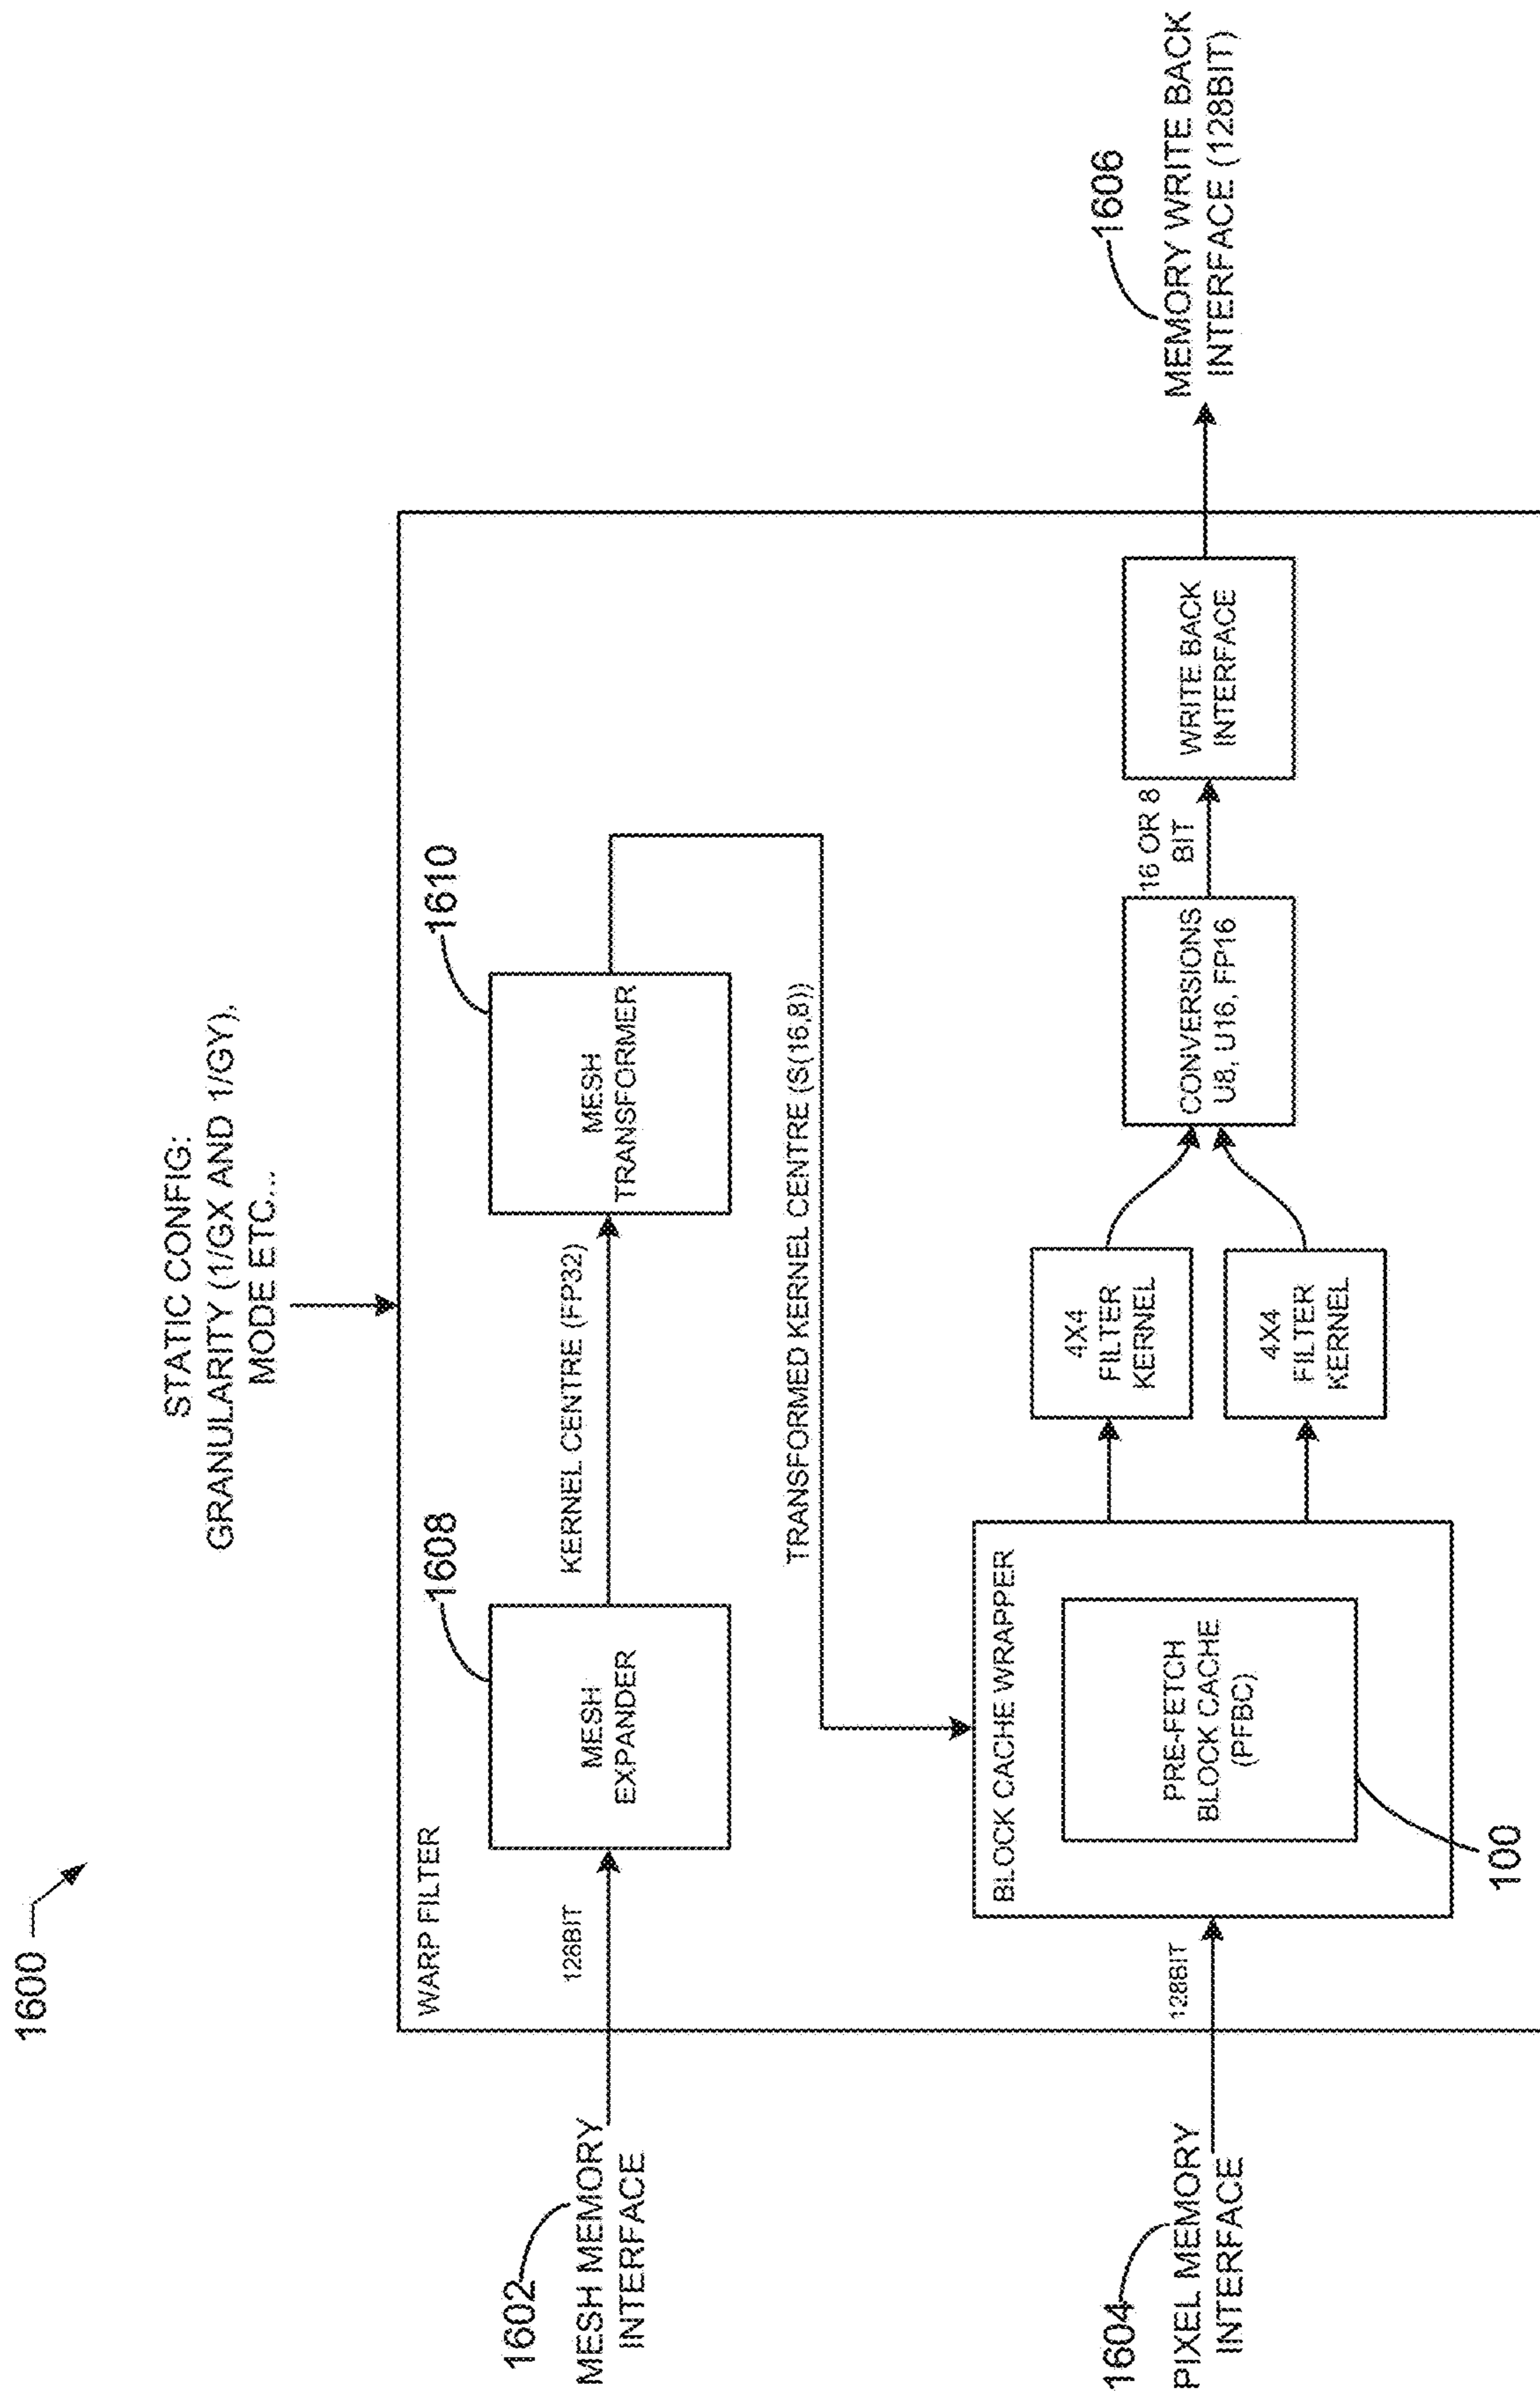 1600
STATIC CONFIG:
GRANULARITY (1/GX AND 1/GY),
MODE ETC...
WARP FILTER
1602
MESH MEMORY
INTERFACE
128BIT
1608
MESH
EXPANDER
KERNEL CENTRE (FP32)
1610
MESH
TRANSFORMER
TRANSFORMED KERNEL CENTRE (S(16,8))
1604
PIXEL MEMORY
INTERFACE
128BIT
BLOCK CACHE WRAPPER
PRE-FETCH
BLOCK CACHE
(PFBC)
100
4X4
FILTER
KERNEL
4X4
FILTER
KERNEL
CONVERSIONS
U8, U16, FP16
16 OR 8
BIT
WRITE BACK
INTERFACE
1606
MEMORY WRITE BACK
INTERFACE (128BIT)